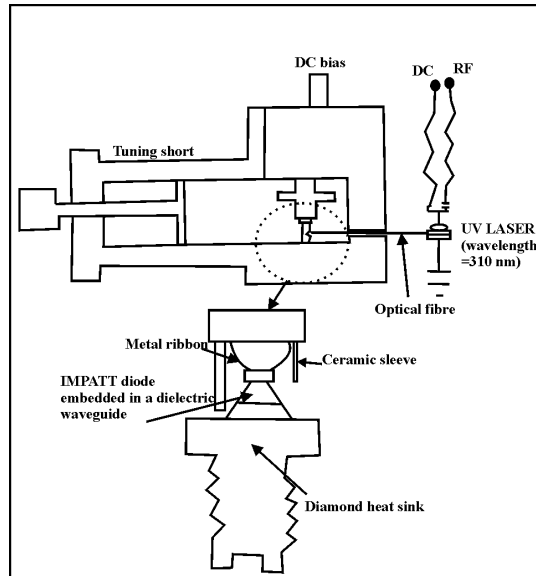 DC bias
DC RF
Tuning short
UV LASER
(wavelength
=310 nm)
Optical fibre
Metal ribbon
Ceramic sleeve
IMPATT diode
embedded in a dielectric
waveguide
Diamond heat sink